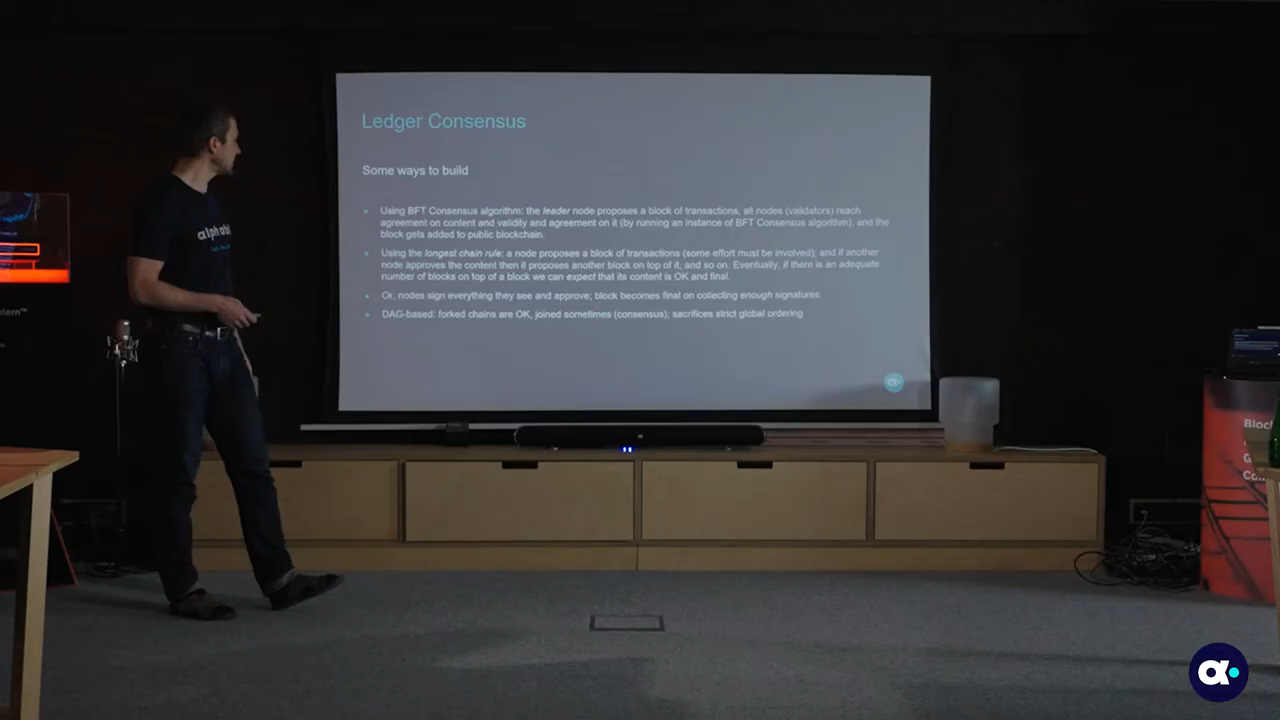 Ledger Consensus
Some ways to build
Using BFT Consensus algorithm: the leader node proposes a block of transactions, all nodes (validators) reach
agreement on content and validity and agreement on it (by running an instance of BFT Consensus algorithm), and the
block gets added to public blockchain.
Using the longest chain rule: a node proposes a block of transactions (some effort must be involved); and if another
node approves the content then it proposes another block on top of it; and so on. Eventually, if there is an adequate
number of blocks on top of a block we can expect that its content is OK and final.
Or, nodes sign everything they see and approve; block becomes final on collecting enough signatures
DAG-based: forked chains are OK, joined sometimes (consensus); sacrifices strict global ordering